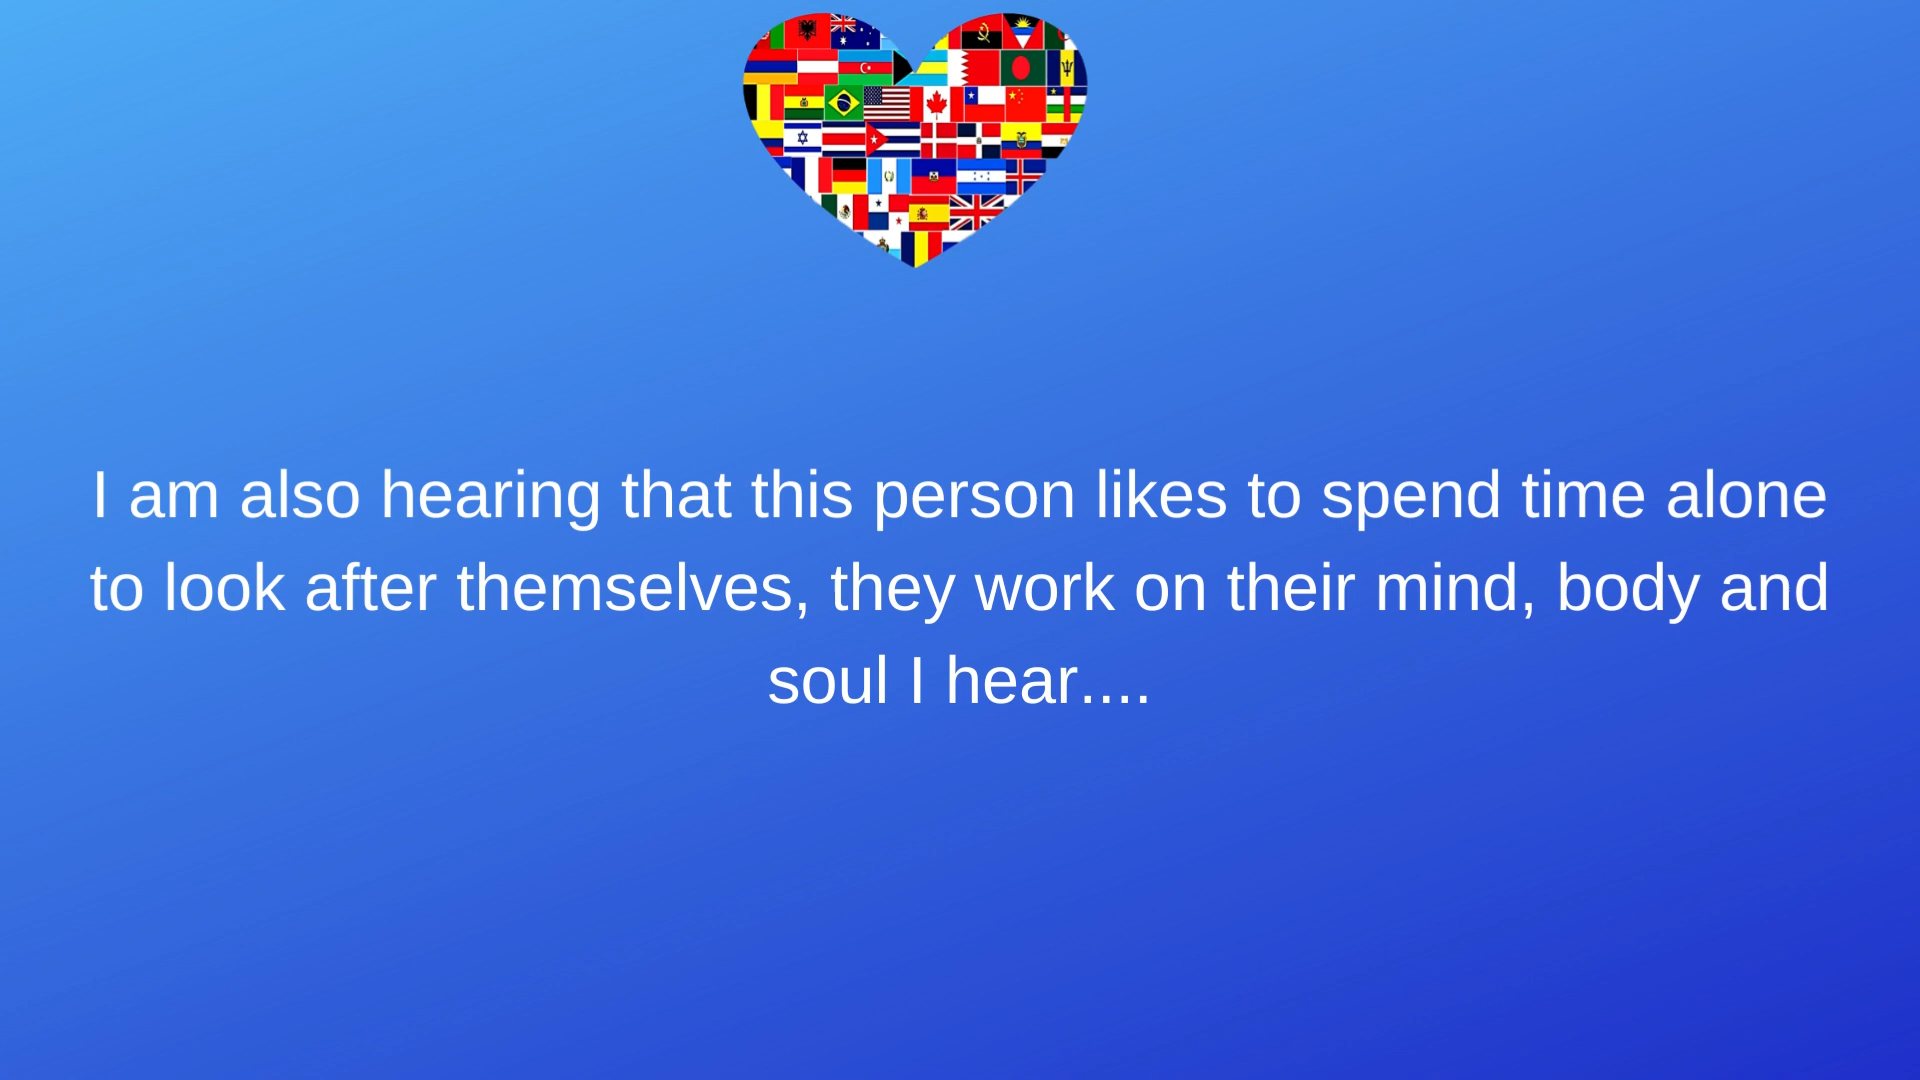 I am also hearing that this person likes to spend time alone
to look after themselves, they work on their mind, body and
soul I hear....